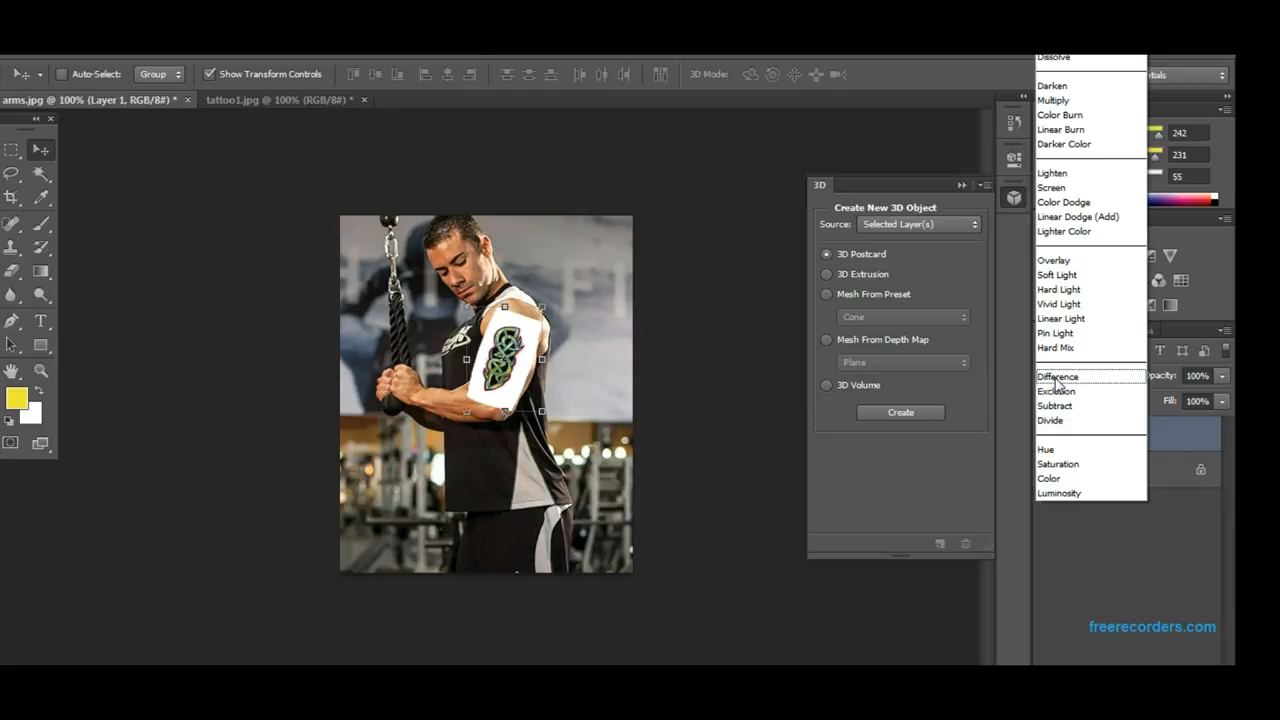 Auto-Select: Group Show Transform Controls 3D Mode:
arms.jpg @ 100% (Layer 1, RGB/8#) * × tattoo1.jpg @ 100% (RGB/8#) * ×
3D
Create New 3D Object
Source: Selected Layer(s)
3D Postcard
3D Extrusion
Mesh From Preset
Cone
Mesh From Depth Map
Plane
3D Volume
Create
Dissolve
Darken
Multiply
Color Burn
Linear Burn
Darker Color
Lighten
Screen
Color Dodge
Linear Dodge (Add)
Lighter Color
Overlay
Soft Light
Hard Light
Vivid Light
Linear Light
Pin Light
Hard Mix
Difference
Exclusion
Subtract
Divide
Hue
Saturation
Color
Luminosity
ntials
242
231
55
pacity: 100%
Fill: 100%
freerecorders.com